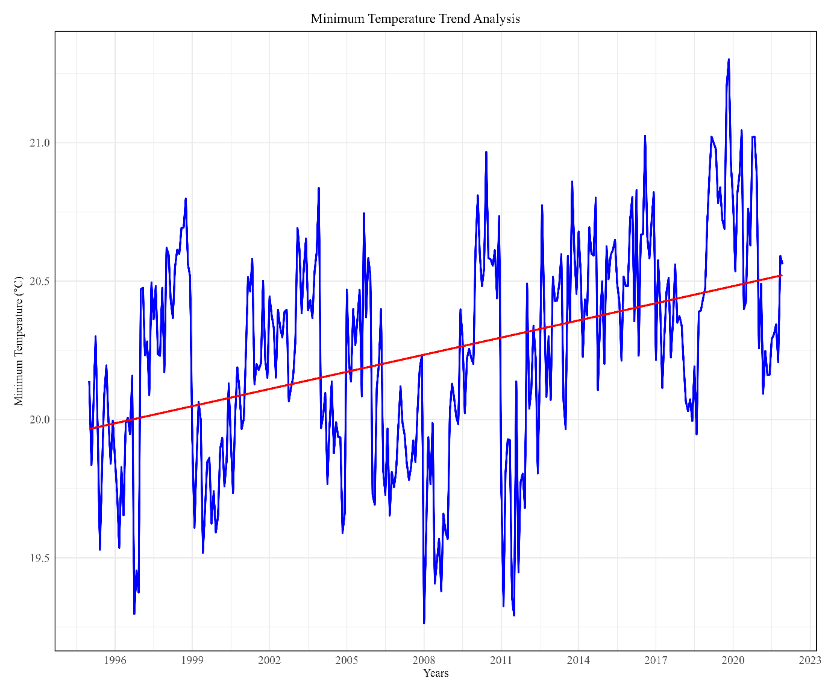 Minimum Temperature Trend Analysis
Minimum Temperature (°C)
21.0
20.5
20.0
19.5
1996 1999 2002 2005 2008 2011 2014 2017 2020 2023
Years